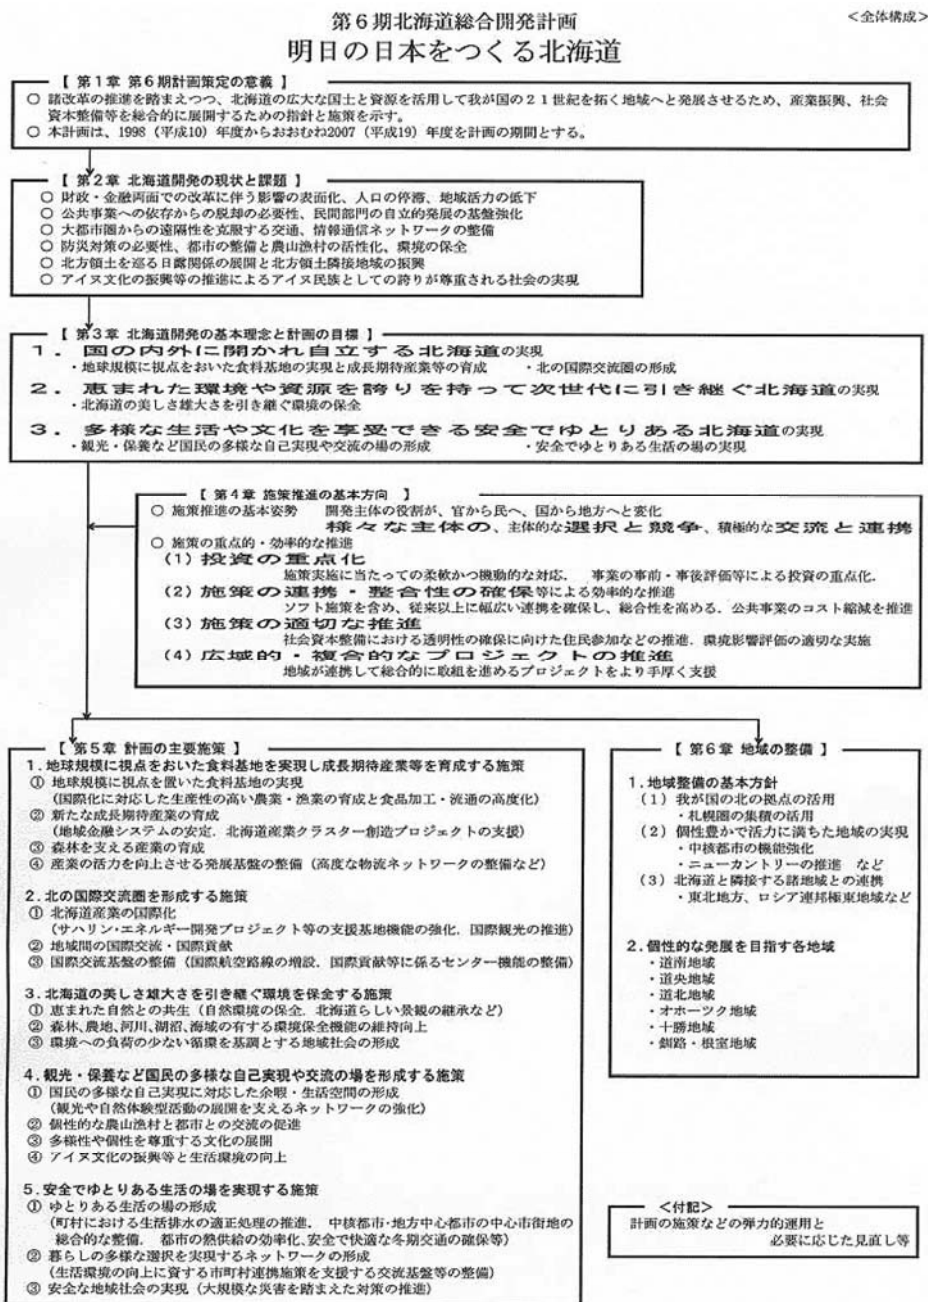 第６期北海道総合開発計画
＜全体構成＞
明日の日本をつくる北海道
【 第１章 第６期計画策定の意義 】
○ 諸改革の推進を踏まえつつ、北海道の広大な国土と資源を活用して我が国の２１世紀を拓く地域へと発展させるため、産業振興、社会
資本整備等を総合的に展開するための指針と施策を示す。
○ 本計画は、1998（平成10）年度からおおむね2007（平成19）年度を計画の期間とする。
【 第２章 北海道開発の現状と課題 】
○ 財政・金融両面での改革に伴う影響の表面化、人口の停滞、地域活力の低下
○ 公共事業への依存からの脱却の必要性、民間部門の自立的発展の基盤強化
○ 大都市圏からの遠隔性を克服する交通、情報通信ネットワークの整備
○ 防災対策の必要性、都市の整備と農山漁村の活性化、環境の保全
○ 北方領土を巡る日露関係の展開と北方領土隣接地域の振興
○ アイヌ文化の振興等の推進によるアイヌ民族としての誇りが尊重される社会の実現
【 第３章 北海道開発の基本理念と計画の目標 】
１．国の内外に開かれ自立する北海道の実現
・地球規模に視点をおいた食料基地の実現と成長期待産業等の育成 ・北の国際交流圏の形成
２．恵まれた環境や資源を誇りを持って次世代に引き継ぐ北海道の実現
・北海道の美しさ雄大さを引き継ぐ環境の保全
３．多様な生活や文化を享受できる安全でゆとりある北海道の実現
・観光・保養など国民の多様な自己実現や交流の場の形成 ・安全でゆとりある生活の場の実現
【 第４章 施策推進の基本方向 】
○ 施策推進の基本姿勢 開発主体の役割が、官から民へ、国から地方へと変化
様々な主体の、主体的な選択と競争、積極的な交流と連携
○ 施策の重点的・効率的な推進
（１）投資の重点化
施策実施に当たっての柔軟かつ機動的な対応． 事業の事前・事後評価等による投資の重点化．
（２）施策の連携・整合性の確保等による効率的な推進
ソフト施策を含め、従来以上に幅広い連携を確保し、総合性を高める．公共事業のコスト縮減を推進
（３）施策の適切な推進
社会資本整備における透明性の確保に向けた住民参加などの推進．環境影響評価の適切な実施
（４）広域的・複合的なプロジェクトの推進
地域が連携して総合的に取組を進めるプロジェクトをより手厚く支援
【 第５章 計画の主要施策 】
１．地球規模に視点をおいた食料基地を実現し成長期待産業等を育成する施策
① 地球規模に視点を置いた食料基地の実現
（国際化に対応した生産性の高い農業・漁業の育成と食品加工・流通の高度化）
② 新たな成長期待産業の育成
（地域金融システムの安定．北海道産業クラスター創造プロジェクトの支援）
③ 森林を支える産業の育成
④ 産業の活力を向上させる発展基盤の整備（高度な物流ネットワークの整備など）
２．北の国際交流圏を形成する施策
① 北海道産業の国際化
（サハリン・エネルギー開発プロジェクト等の支援基地機能の強化．国際観光の推進）
② 地域間の国際交流・国際貢献
③ 国際交流基盤の整備（国際航空路線の増設．国際貢献等に係るセンター機能の整備）
３．北海道の美しさ雄大さを引き継ぐ環境を保全する施策
① 恵まれた自然との共生（自然環境の保全．北海道らしい景観の継承など）
② 森林、農地、河川、湖沼、海域の有する環境保全機能の維持向上
③ 環境への負荷の少ない循環を基調とする地域社会の形成
４．観光・保養など国民の多様な自己実現や交流の場を形成する施策
① 国民の多様な自己実現に対応した余暇・生活空間の形成
（観光や自然体験型活動の展開を支えるネットワークの強化）
② 個性的な農山漁村と都市との交流の促進
③ 多様性や個性を尊重する文化の展開
④ アイヌ文化の振興等と生活環境の向上
５．安全でゆとりある生活の場を実現する施策
① ゆとりある生活の場の形成
（町村における生活排水の適正処理の推進． 中核都市・地方中心都市の中心市街地の
総合的な整備． 都市の熱供給の効率化、安全で快適な冬期交通の確保等）
② 暮らしの多様な選択を実現するネットワークの形成
（生活環境の向上に資する市町村連携施策を支援する交流基盤等の整備）
③ 安全な地域社会の実現（大規模な災害を踏まえた対策の推進）
【 第６章 地域の整備 】
１．地域整備の基本方針
（１）我が国の北の拠点の活用
・札幌圏の集積の活用
（２）個性豊かで活力に満ちた地域の実現
・中核都市の機能強化
・ニューカントリーの推進 など
（３）北海道と隣接する諸地域との連携
・東北地方、ロシア連邦極東地域など
２．個性的な発展を目指す各地域
・道南地域
・道央地域
・道北地域
・オホーツク地域
・十勝地域
・釧路・根室地域
＜付記＞
計画の施策などの弾力的運用と
必要に応じた見直し等